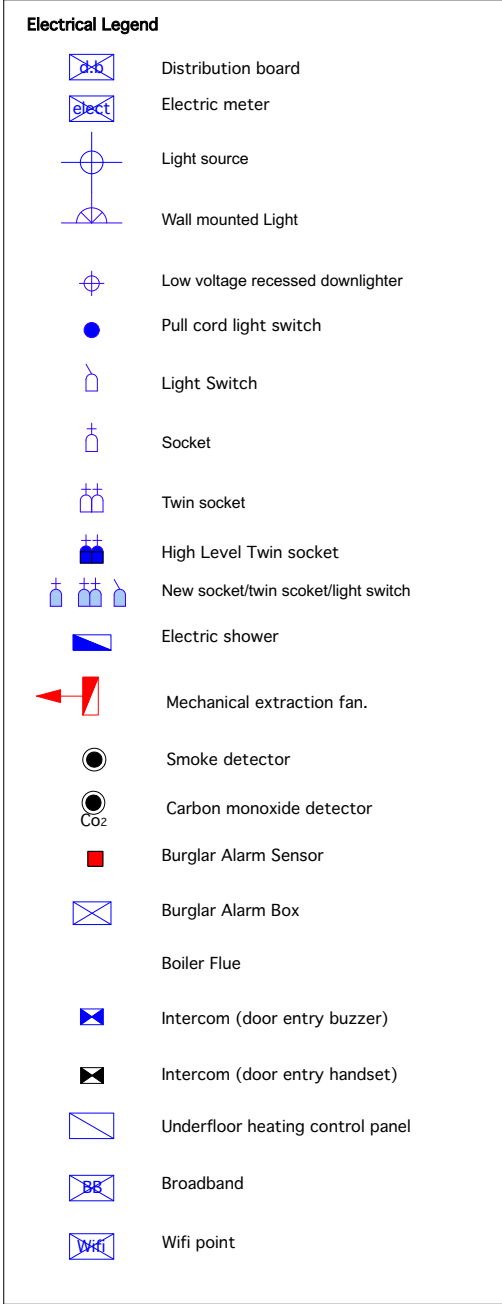 Electrical Legend
d.b Distribution board
elect Electric meter
Light source
Wall mounted Light
Low voltage recessed downlighter
Pull cord light switch
Light Switch
Socket
Twin socket
High Level Twin socket
New socket/twin scoket/light switch
Electric shower
Mechanical extraction fan.
Smoke detector
Co2 Carbon monoxide detector
Burglar Alarm Sensor
Burglar Alarm Box
Boiler Flue
Intercom (door entry buzzer)
Intercom (door entry handset)
Underfloor heating control panel
BB Broadband
Wifi Wifi point